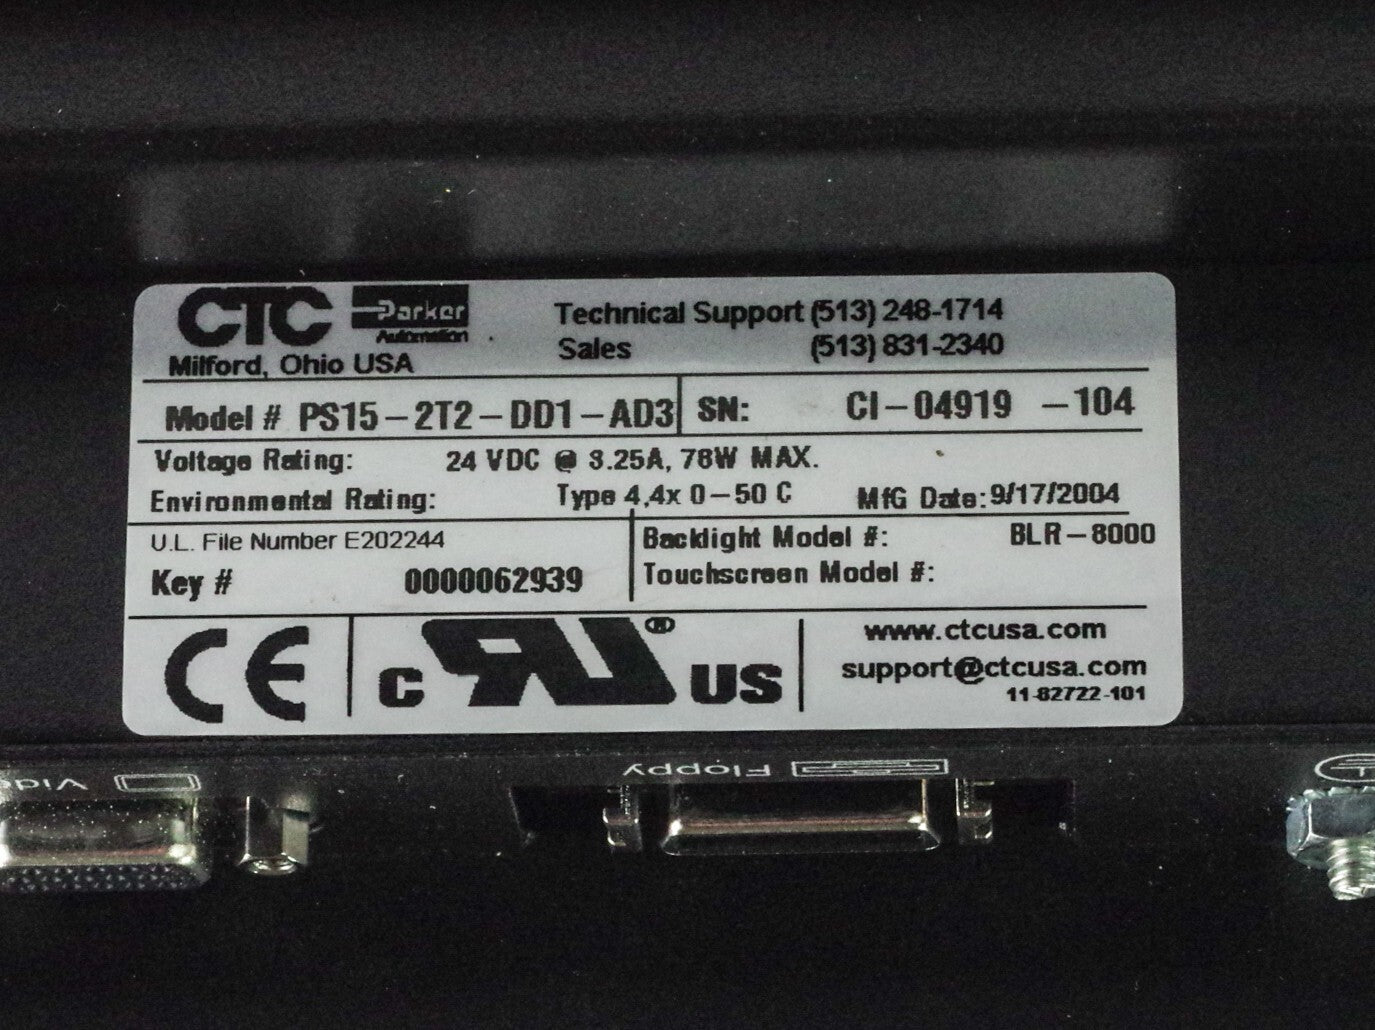 CTC Parker Automation
Milford, Ohio USA
Technical Support (513) 248-1714
Sales (513) 831-2340
Model # PS15-2T2-DD1-AD3 SN: CI-04919 -104
Voltage Rating: 24 VDC @ 3.25A, 78W MAX.
Environmental Rating: Type 4,4x 0-50 C MfG Date: 9/17/2004
U.L. File Number E202244
Key # 0000062939
Backlight Model #: BLR-8000
Touchscreen Model #:
CE
c RU ® US
www.ctcusa.com
support@ctcusa.com
11-82722-101
Floppy